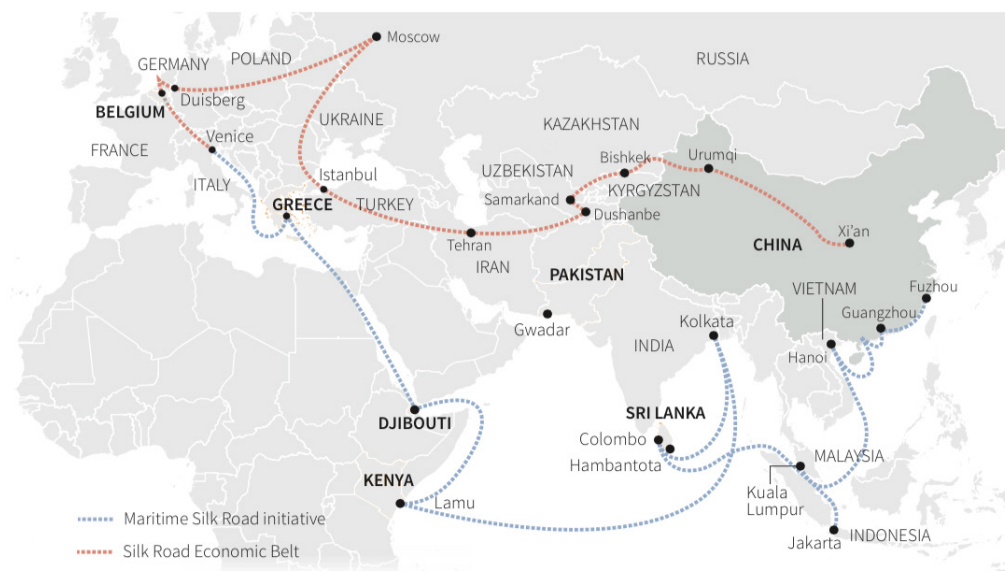 Moscow
RUSSIA
GERMANY
POLAND
Duisberg
BELGIUM
UKRAINE
KAZAKHSTAN
Venice
FRANCE
Bishkek
Urumqi
Istanbul
UZBEKISTAN
ITALY
KYRGYZSTAN
Samarkand
GREECE
TURKEY
Dushanbe
Xi'an
Tehran
CHINA
IRAN
PAKISTAN
VIETNAM
Fuzhou
Guangzhou
Gwadar
Kolkata
INDIA
Hanoi
SRI LANKA
DJIBOUTI
Colombo
MALAYSIA
Hambantota
KENYA
Kuala
Lumpur
Lamu
Maritime Silk Road initiative
Jakarta
INDONESIA
Silk Road Economic Belt